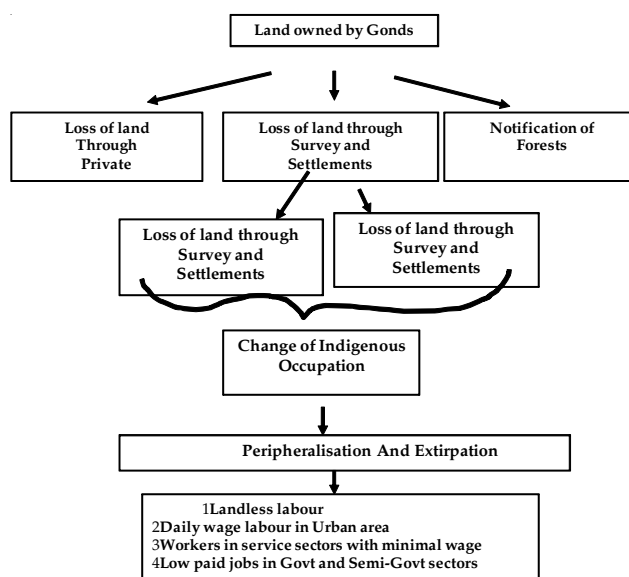 Land owned by Gonds
Loss of land
Through
Private
Loss of land through
Survey and
Settlements
Notification of
Forests
Loss of land through
Survey and
Settlements
Loss of land through
Survey and
Settlements
Change of Indigenous
Occupation
Peripheralisation And Extirpation
1Landless labour
2Daily wage labour in Urban area
3Workers in service sectors with minimal wage
4Low paid jobs in Govt and Semi-Govt sectors